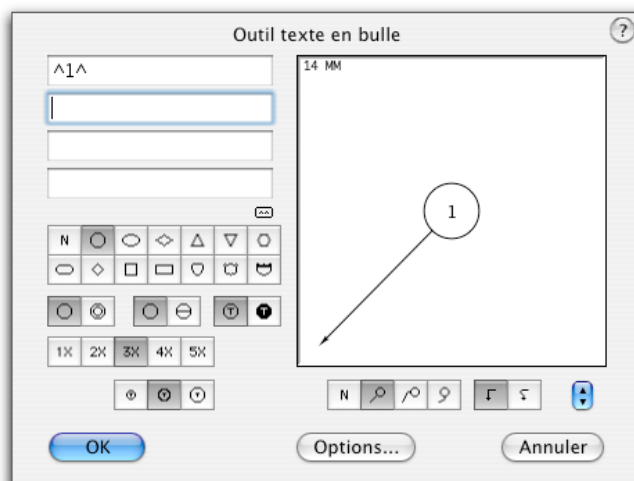 Outil texte en bulle
?
^1^
14 MM
1
N
T T
1X 2X 3X 4X 5X
N
OK
Options...
Annuler